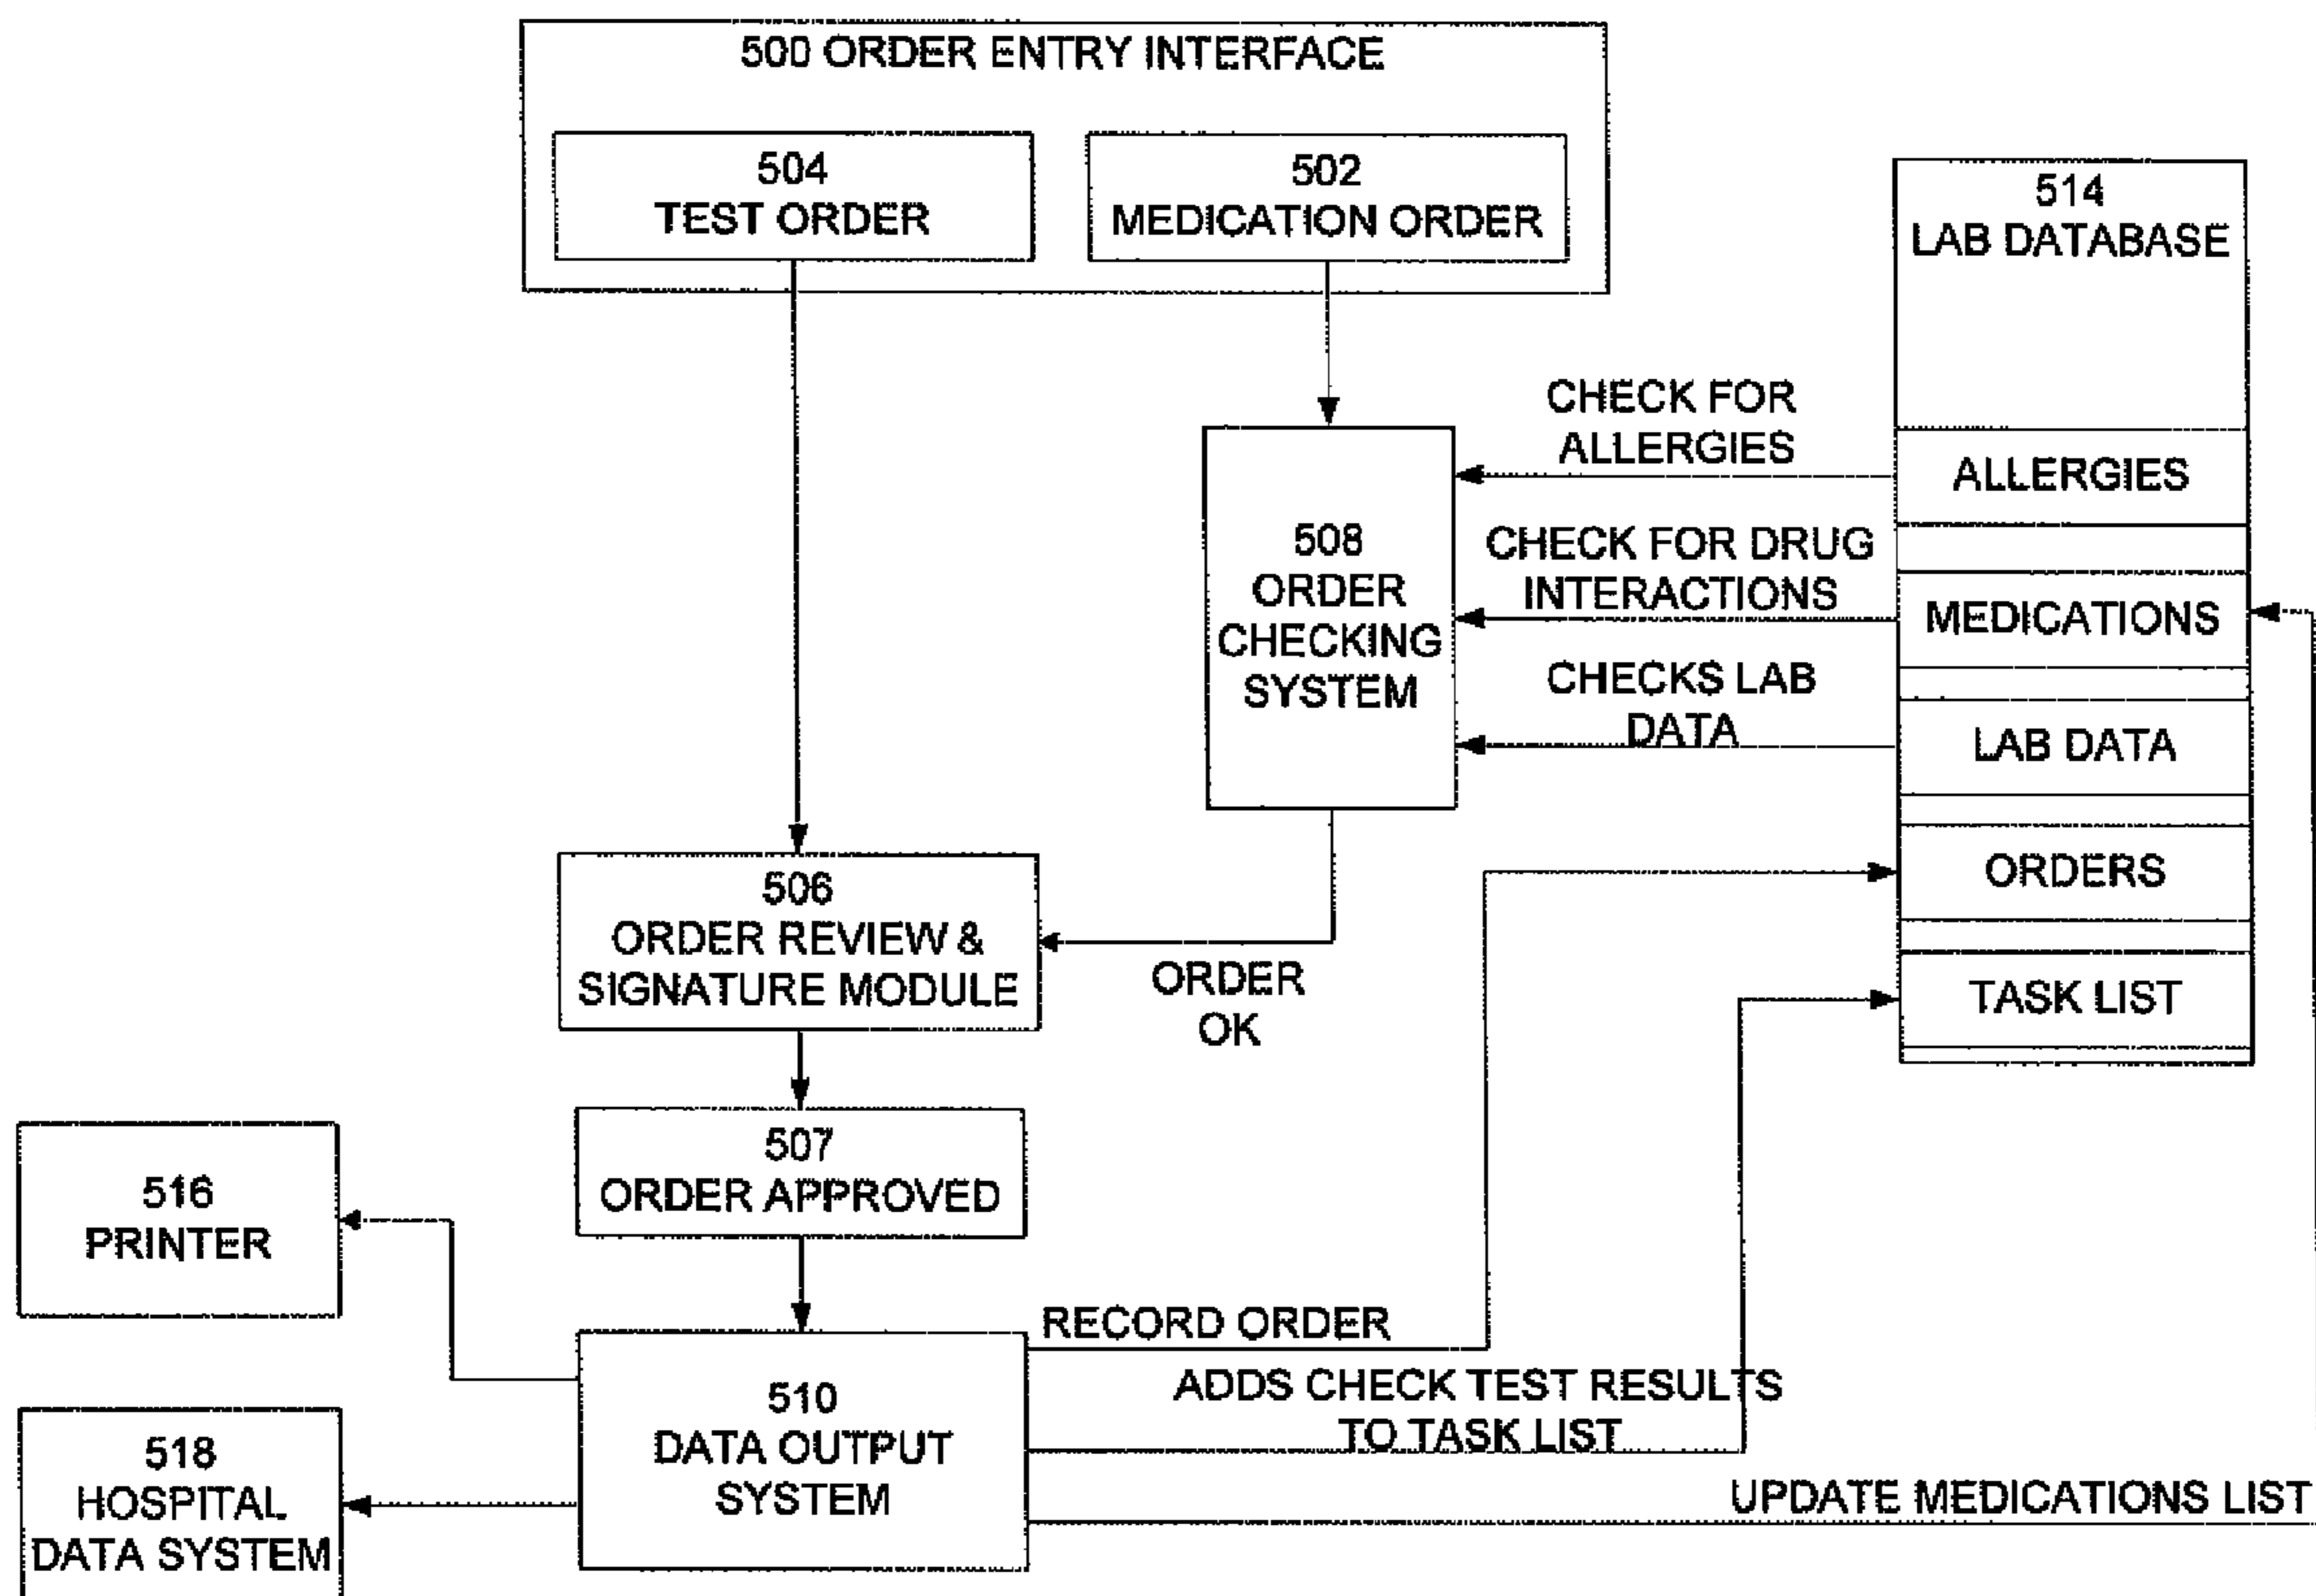 500 ORDER ENTRY INTERFACE
504
TEST ORDER
502
MEDICATION ORDER
514
LAB DATABASE
CHECK FOR
ALLERGIES
ALLERGIES
508
ORDER
CHECKING
SYSTEM
CHECK FOR DRUG
INTERACTIONS
MEDICATIONS
CHECKS LAB
DATA
LAB DATA
ORDERS
TASK LIST
506
ORDER REVIEW &
SIGNATURE MODULE
ORDER
OK
507
ORDER APPROVED
516
PRINTER
RECORD ORDER
ADDS CHECK TEST RESULTS
TO TASK LIST
510
DATA OUTPUT
SYSTEM
518
HOSPITAL
DATA SYSTEM
UPDATE MEDICATIONS LIST